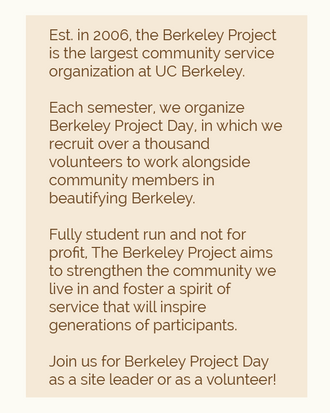 Est. in 2006, the Berkeley Project
is the largest community service
organization at UC Berkeley.
Each semester, we organize
Berkeley Project Day, in which we
recruit over a thousand
volunteers to work alongside
community members in
beautifying Berkeley.
Fully student run and not for
profit, The Berkeley Project aims
to strengthen the community we
live in and foster a spirit of
service that will inspire
generations of participants.
Join us for Berkeley Project Day
as a site leader or as a volunteer!